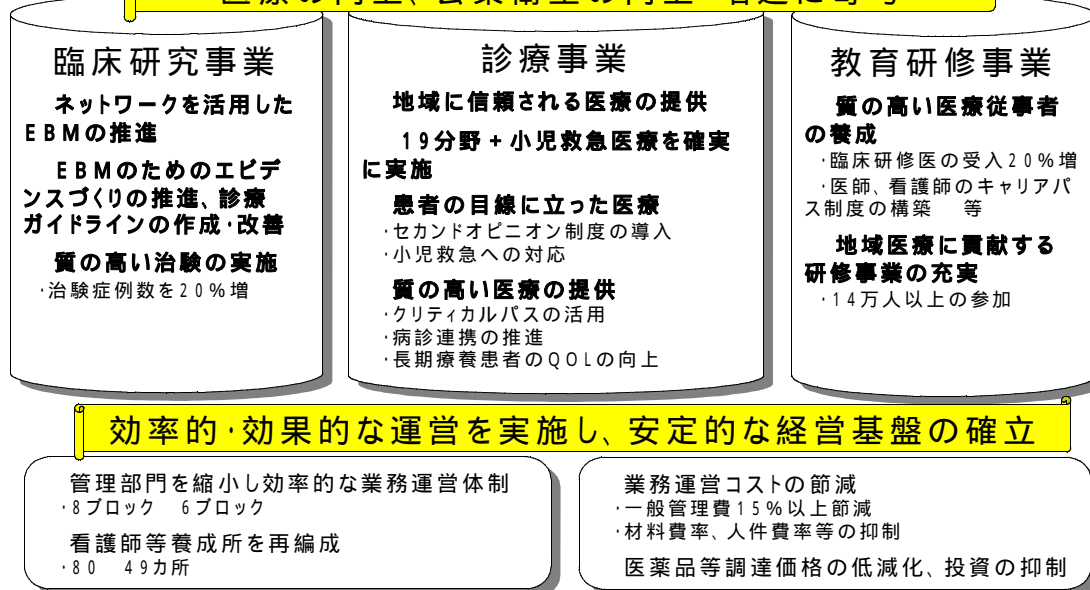 臨床研究事業
ネットワークを活用した
EBMの推進
EBMのためのエビデ
ンスづくりの推進、診療
ガイドラインの作成・改善
質の高い治験の実施
・治験症例数を20%増
診療事業
地域に信頼される医療の提供
19分野+小児救急医療を確実
に実施
患者の目線に立った医療
・セカンドオピニオン制度の導入
・小児救急への対応
質の高い医療の提供
・クリティカルパスの活用
・病診連携の推進
・長期療養患者のQOLの向上
教育研修事業
質の高い医療従事者
の養成
・臨床研修医の受入20%増
・医師、看護師のキャリアパ
ス制度の構築 等
地域医療に貢献する
研修事業の充実
・14万人以上の参加
効率的・効果的な運営を実施し、安定的な経営基盤の確立
管理部門を縮小し効率的な業務運営体制
・8ブロック 6ブロック
看護師等養成所を再編成
・80 49カ所
業務運営コストの節減
・一般管理費15%以上節減
・材料費率、人件費率等の抑制
医薬品等調達価格の低減化、投資の抑制